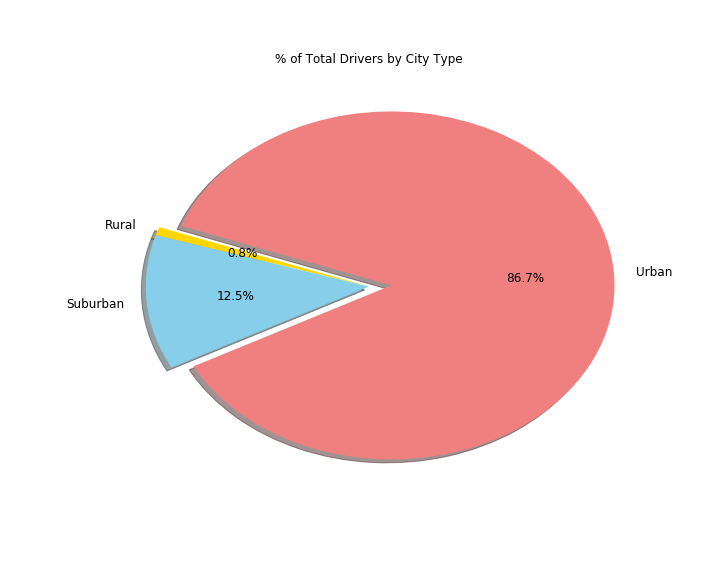 % of Total Drivers by City Type
Rural
0.8%
86.7%
Urban
12.5%
Suburban